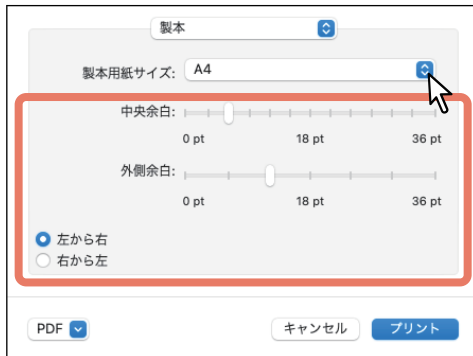 製本
製本用紙サイズ: A4
中央余白:
0 pt 18 pt 36 pt
外側余白:
0 pt 18 pt 36 pt
左から右
右から左
PDF キャンセル プリント